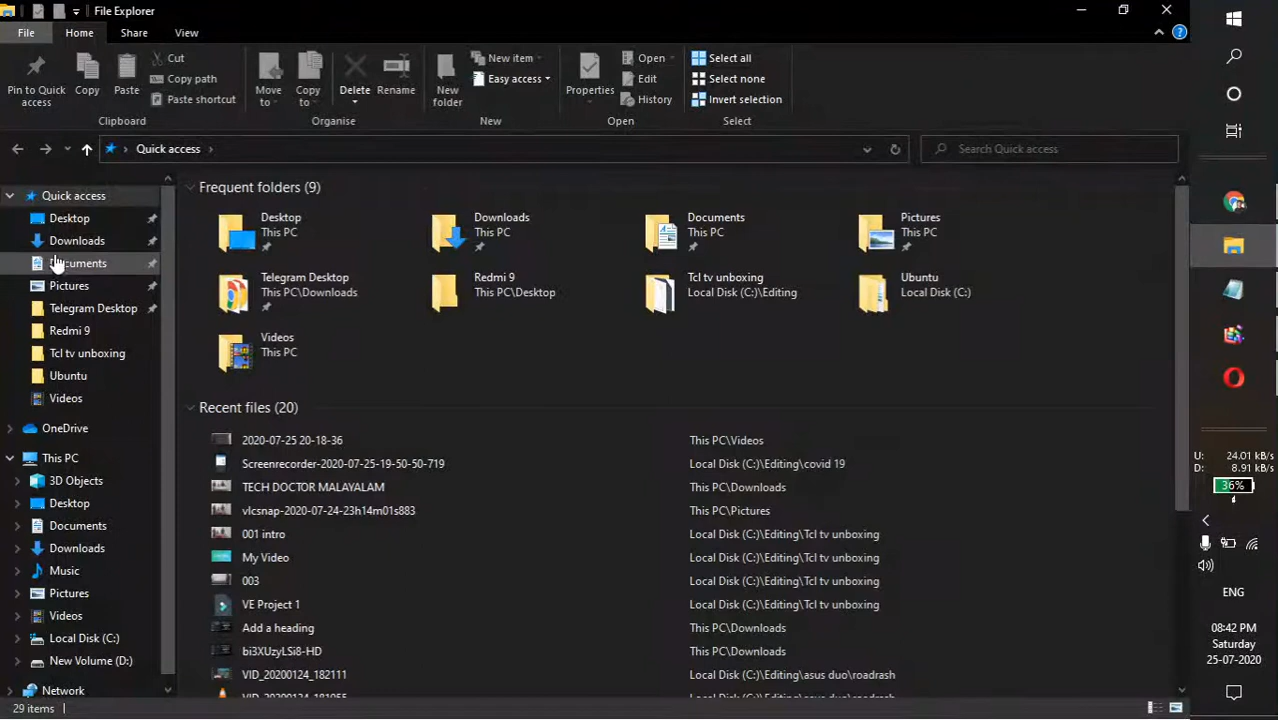 File Explorer
File Home Share View
Pin to Quick access
Copy
Paste
Cut
Copy path
Paste shortcut
Clipboard
Move to
Copy to
Delete
Rename
Organise
New folder
New item
Easy access
New
Properties
Open
Edit
History
Open
Select all
Select none
Invert selection
Select
Quick access
Search Quick access
Quick access
Desktop
Downloads
Pictures
Telegram Desktop
Redmi 9
Tcl tv unboxing
Ubuntu
Videos
OneDrive
This PC
3D Objects
Desktop
Documents
Downloads
Music
Pictures
Videos
Local Disk (C:)
New Volume (D:)
Network
29 items
Frequent folders (9)
Desktop
This PC
Downloads
This PC
Documents
This PC
Pictures
This PC
Telegram Desktop
This PC\Downloads
Redmi 9
This PC\Desktop
Tcl tv unboxing
Local Disk (C:)\Editing
Ubuntu
Local Disk (C:)
Videos
This PC
Recent files (20)
2020-07-25 20-18-36 This PC\Videos
Screenrecorder-2020-07-25-19-50-50-719 Local Disk (C:)\Editing\covid 19
TECH DOCTOR MALAYALAM This PC\Downloads
vlcsnap-2020-07-24-23h14m01s883 This PC\Pictures
001 intro Local Disk (C:)\Editing\Tcl tv unboxing
My Video Local Disk (C:)\Editing\Tcl tv unboxing
003 Local Disk (C:)\Editing\Tcl tv unboxing
VE Project 1 Local Disk (C:)\Editing\Tcl tv unboxing
Add a heading This PC\Downloads
bi3XUzyLSi8-HD This PC\Downloads
VID_20200124_182111 Local Disk (C:)\Editing\asus duo\roadrash
U: 24.01 kB/s
D: 8.91 kB/s
36%
ENG
08:42 PM
Saturday
25-07-2020